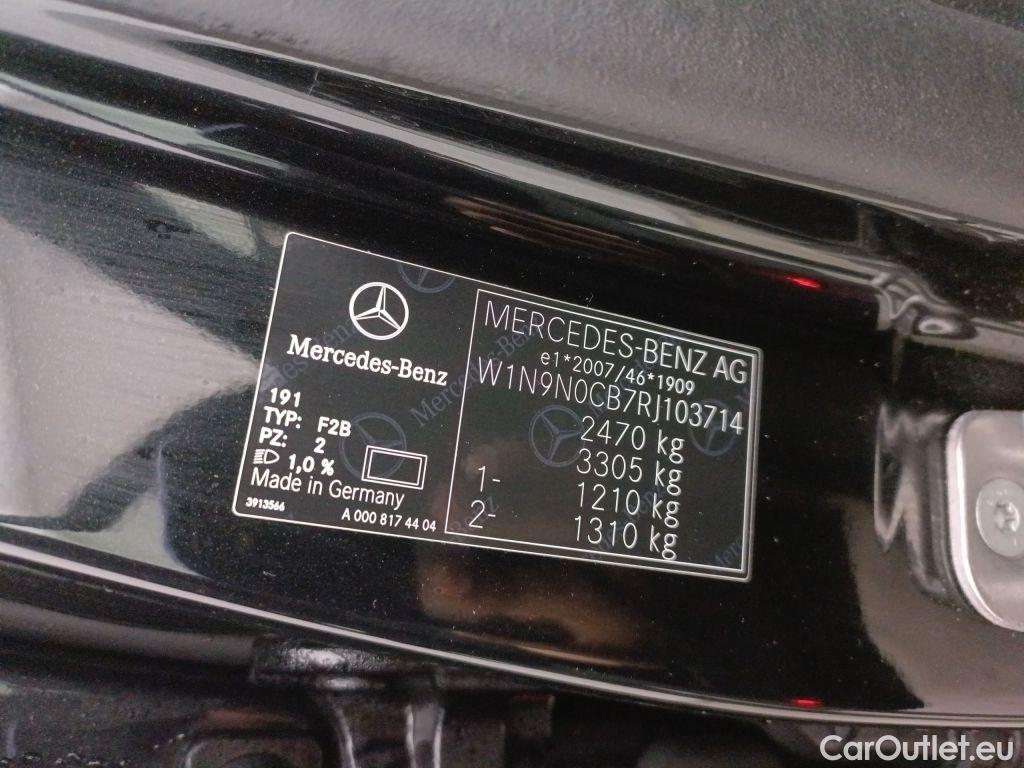 Mercedes-Benz
191
TYP: F2B
PZ: 2
1,0 %
Made in Germany
3913566
A 000 817 44 04
MERCEDES-BENZ AG
e1*2007/46*1909
W1N9N0CB7RJ103714
2470 kg
3305 kg
1- 1210 kg
2- 1310 kg
CarOutlet.eu